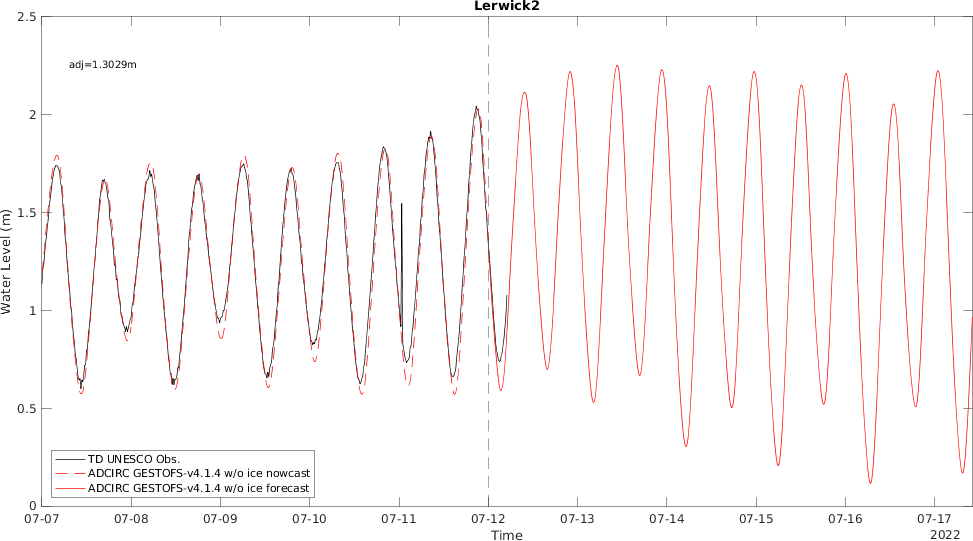 Lerwick2
2.5
adj=1.3029m
2
1.5
Water Level (m)
1
0.5
TD UNESCO Obs.
ADCIRC GESTOFS-v4.1.4 w/o ice nowcast
ADCIRC GESTOFS-v4.1.4 w/o ice forecast
0
07-07 07-08 07-09 07-10 07-11 07-12 07-13 07-14 07-15 07-16 07-17
Time
2022